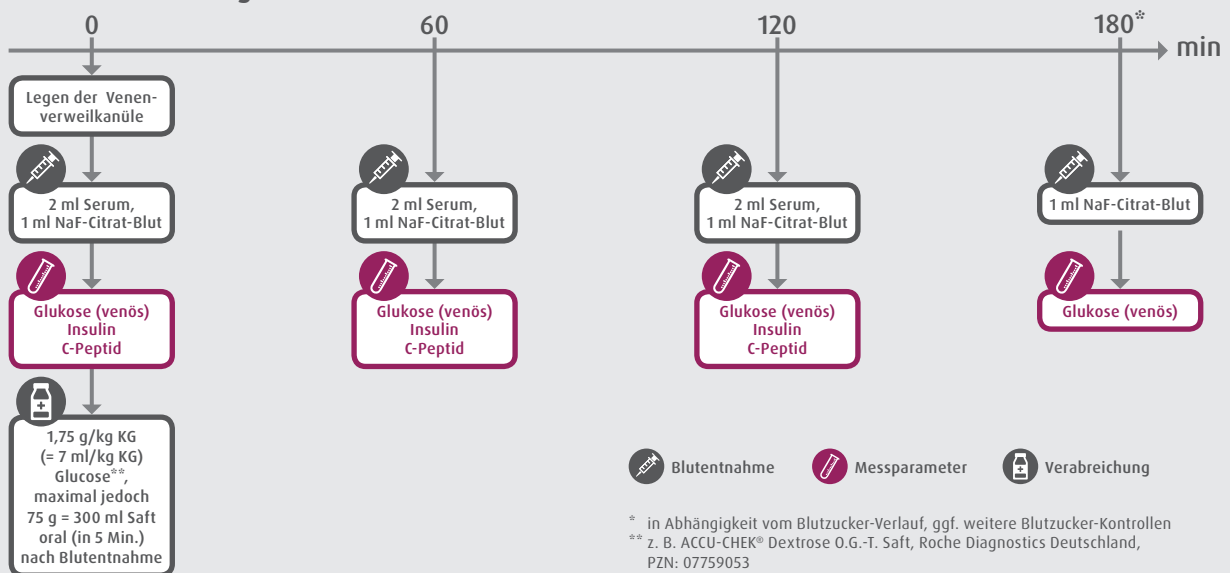 0 60 120 180*
min
Legen der Venen-
verweilkanüle
2 ml Serum,
1 ml NaF-Citrat-Blut
2 ml Serum,
1 ml NaF-Citrat-Blut
2 ml Serum,
1 ml NaF-Citrat-Blut
1 ml NaF-Citrat-Blut
Glukose (venös)
Insulin
C-Peptid
Glukose (venös)
Insulin
C-Peptid
Glukose (venös)
Insulin
C-Peptid
Glukose (venös)
1,75 g/kg KG
(= 7 ml/kg KG)
Glucose**,
maximal jedoch
75 g = 300 ml Saft
oral (in 5 Min.)
nach Blutentnahme
Blutentnahme Messparameter Verabreichung
* in Abhängigkeit vom Blutzucker-Verlauf, ggf. weitere Blutzucker-Kontrollen
** z. B. ACCU-CHEK® Dextrose O.G.-T. Saft, Roche Diagnostics Deutschland,
PZN: 07759053